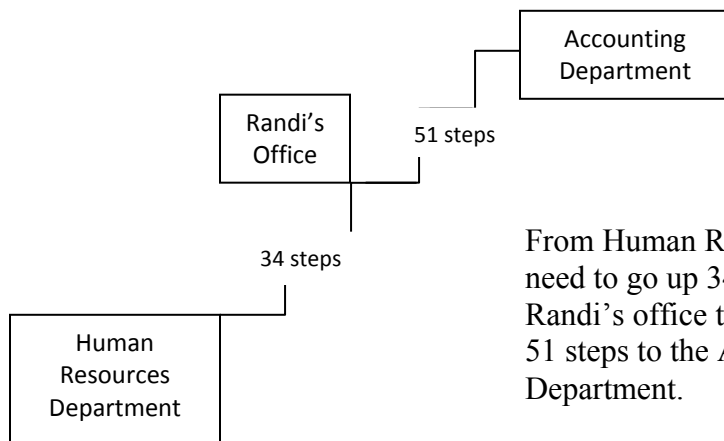 Accounting
Department
Randi’s
Office
51 steps
34 steps
Human
Resources
Department
From Human
need to go up
Randi’s office
51 steps to the
Department.